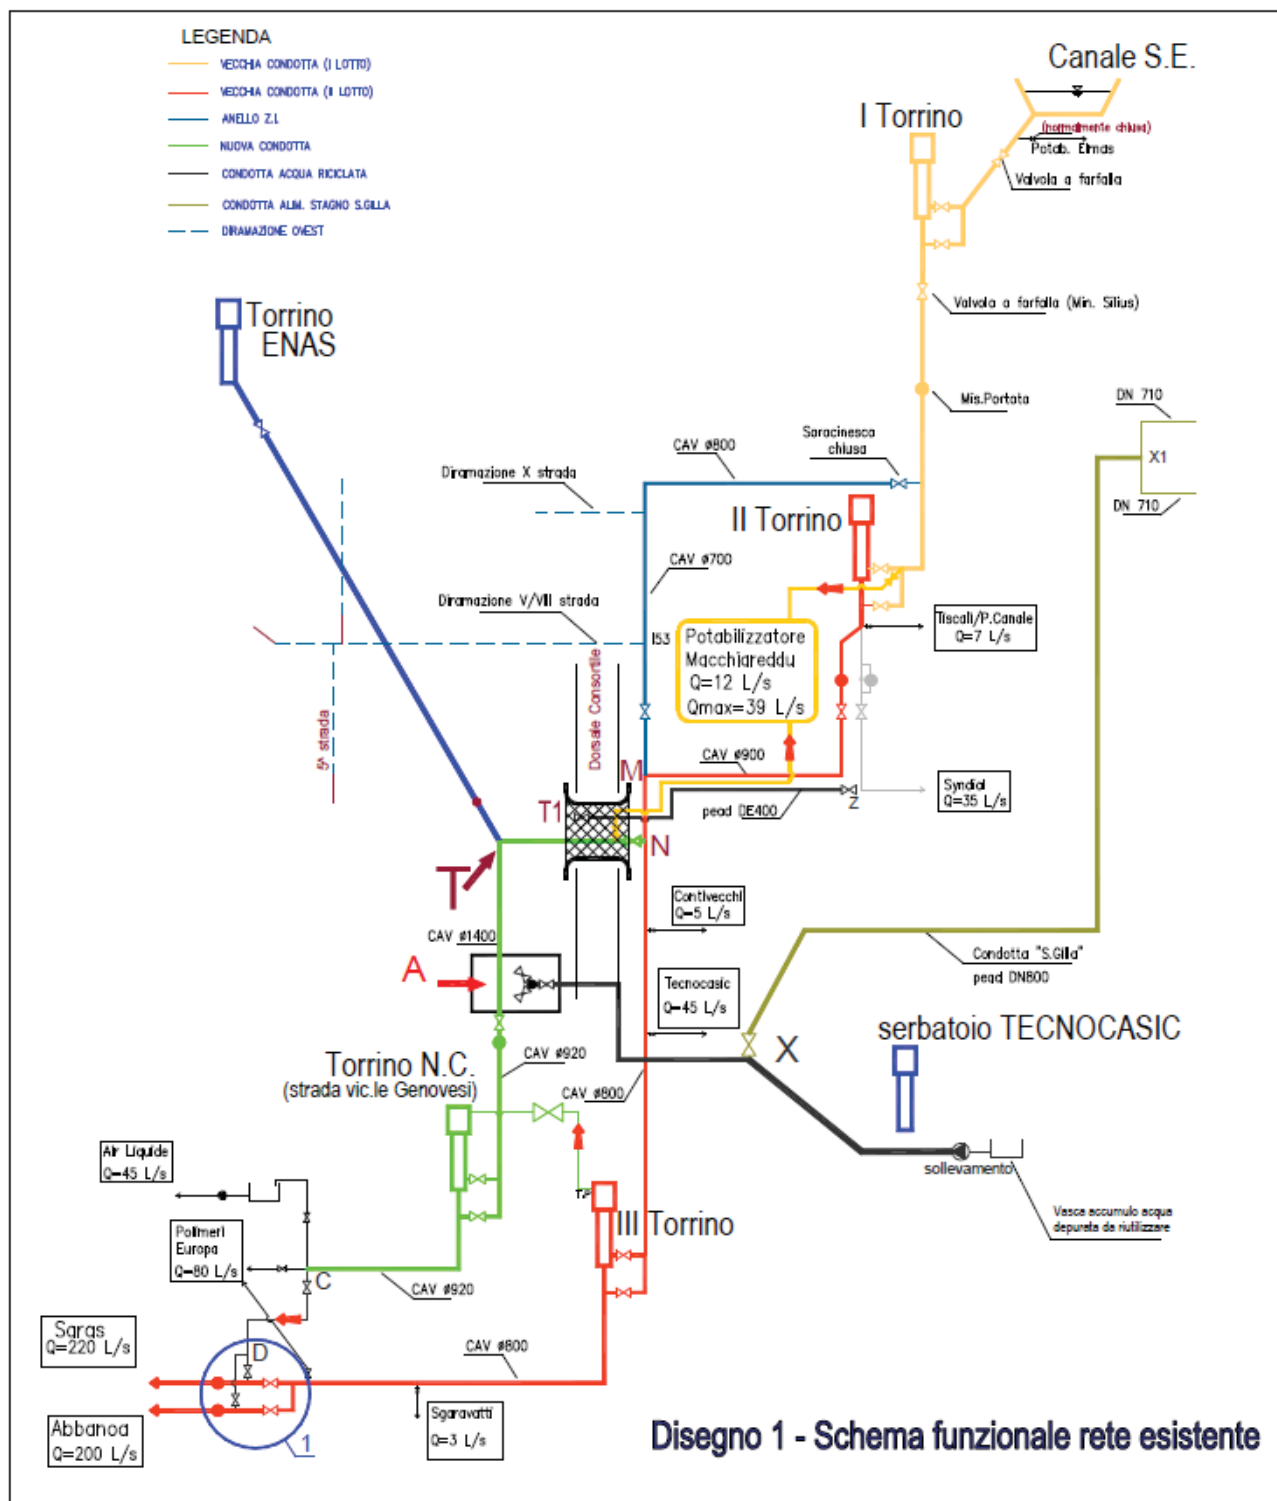 LEGENDA
VECCHIA CONDOTTA (I LOTTO)
VECCHIA CONDOTTA (II LOTTO)
ANELLO Z.I.
NUOVA CONDOTTA
CONDOTTA ACQUA RICICLATA
CONDOTTA ALIM. STAGNO S.GILLA
DIRAMAZIONE OVEST
Canale S.E.
I Torrino
(normalmente chiusa)
Potab. Elmas
Valvola a farfalla
Valvola a farfalla (Min. Silius)
Torrino
ENAS
Mis.Portata
DN 710
X1
DN 710
Saracinesca
chiusa
CAV ø800
Diramazione X strada
II Torrino
CAV ø700
Diramazione V/VIII strada
I53
Tiscali/P.Canale
Q=7 L/s
Potabilizzatore
Macchiareddu
Q=12 L/s
Qmax=39 L/s
Dorsale Consortile
5^ strada
M
CAV ø900
Syndial
Q=35 L/s
Z
pead DE400
T1
N
T
Contivecchi
Q=5 L/s
CAV ø1400
A
Condotta "S.Gilla"
pead DN800
Tecnocasic
Q=45 L/s
serbatoio TECNOCASIC
X
CAV ø920
Torrino N.C.
(strada vic.le Genovesi)
CAV ø800
sollevamento
Air Liquide
Q=45 L/s
T.P
III Torrino
Vasca accumulo acqua
depurata da riutilizzare
Polimeri
Europa
Q=80 L/s
C
CAV ø920
Saras
Q=220 L/s
D
CAV ø800
Abbanoa
Q=200 L/s
1
Sgaravatti
Q=3 L/s
Disegno 1 - Schema funzionale rete esistente